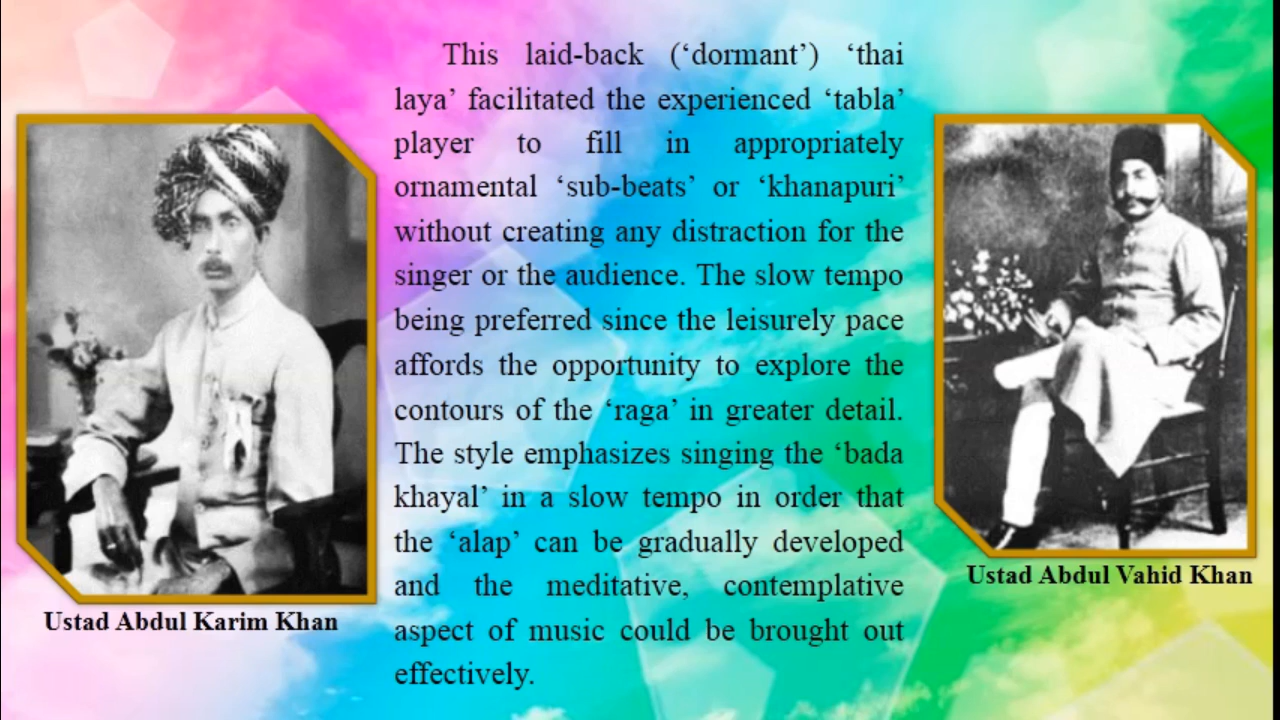 This laid-back (‘dormant’) ‘thai
laya’ facilitated the experienced ‘tabla’
player to fill in appropriately
ornamental ‘sub-beats’ or ‘khanapuri’
without creating any distraction for the
singer or the audience. The slow tempo
being preferred since the leisurely pace
affords the opportunity to explore the
contours of the ‘raga’ in greater detail.
The style emphasizes singing the ‘bada
khayal’ in a slow tempo in order that
the ‘alap’ can be gradually developed
and the meditative, contemplative
aspect of music could be brought out
effectively.
Ustad Abdul Karim Khan
Ustad Abdul Vahid Khan